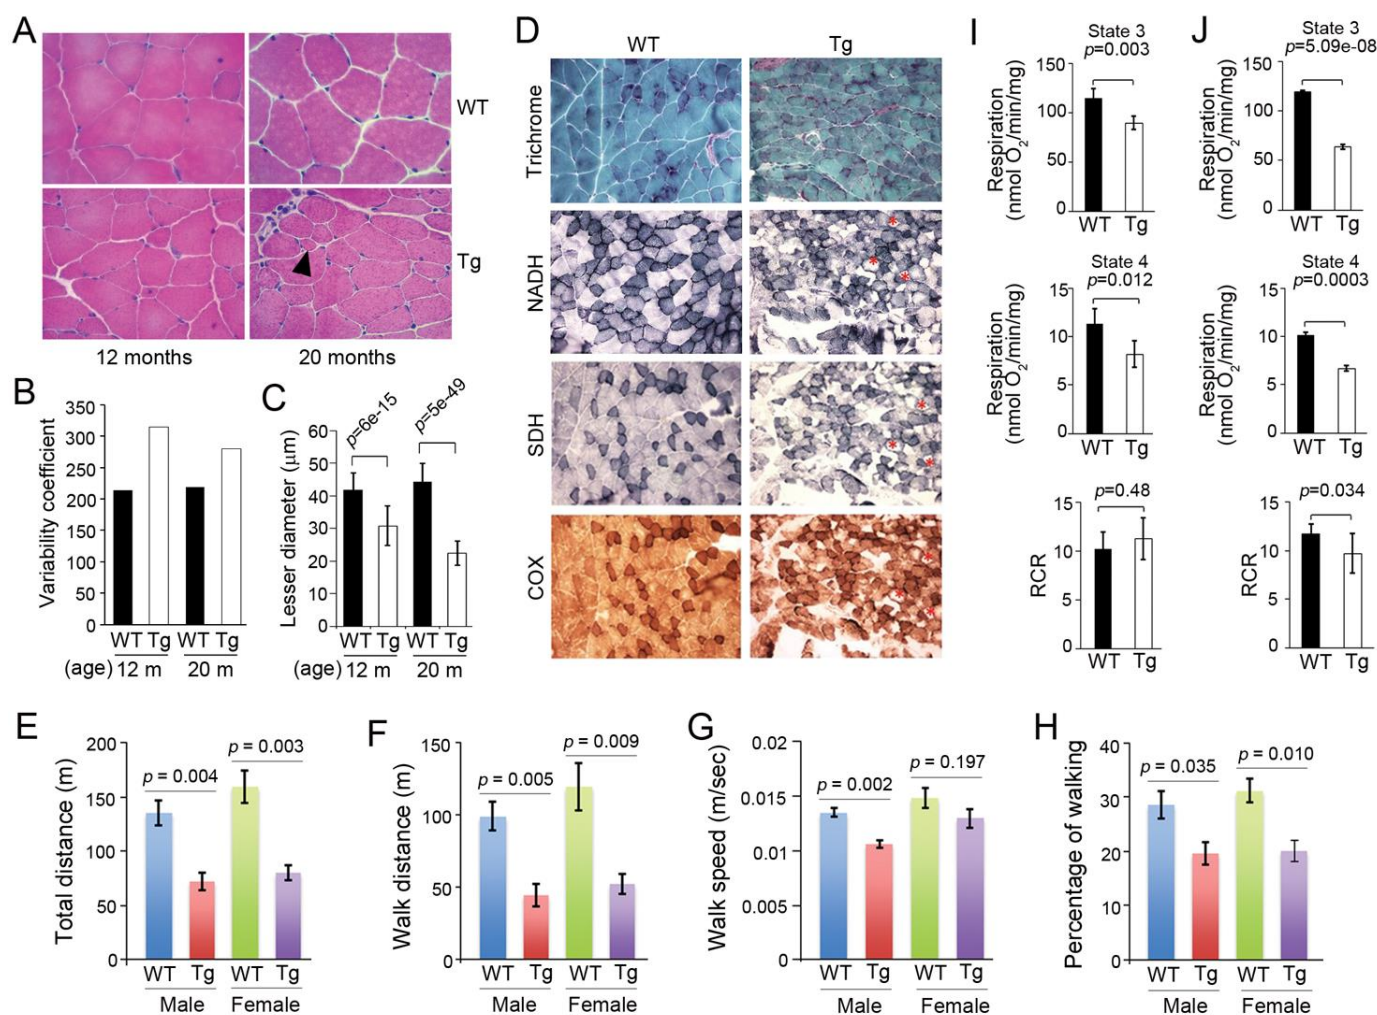 A
WT
Tg
12 months
20 months
B
Variability coefficient
350
300
250
200
150
100
50
0
WT Tg WT Tg
(age) 12 m 20 m
C
p=6e-15
p=5e-49
Lesser diameter (μm)
60
50
40
30
20
10
0
WT Tg WT Tg
(age) 12 m 20 m
D
WT
Tg
Trichrome
NADH
*
*
*
SDH
*
*
*
COX
*
*
*
I
State 3
p=0.003
Respiration
(nmol O₂/min/mg)
150
100
50
0
WT Tg
State 4
p=0.012
Respiration
(nmol O₂/min/mg)
15
10
5
0
WT Tg
p=0.48
RCR
15
10
5
0
WT Tg
J
State 3
p=5.09e-08
Respiration
(nmol O₂/min/mg)
150
100
50
0
WT Tg
State 4
p=0.0003
Respiration
(nmol O₂/min/mg)
15
10
5
0
WT Tg
p=0.034
RCR
15
10
5
0
WT Tg
E
Total distance (m)
200
150
100
50
0
p = 0.004
p = 0.003
WT Tg WT Tg
Male Female
F
Walk distance (m)
150
100
50
0
p = 0.005
p = 0.009
WT Tg WT Tg
Male Female
G
Walk speed (m/sec)
0.02
0.015
0.01
0.005
0
p = 0.002
p = 0.197
WT Tg WT Tg
Male Female
H
Percentage of walking
40
30
20
10
0
p = 0.035
p = 0.010
WT Tg WT Tg
Male Female